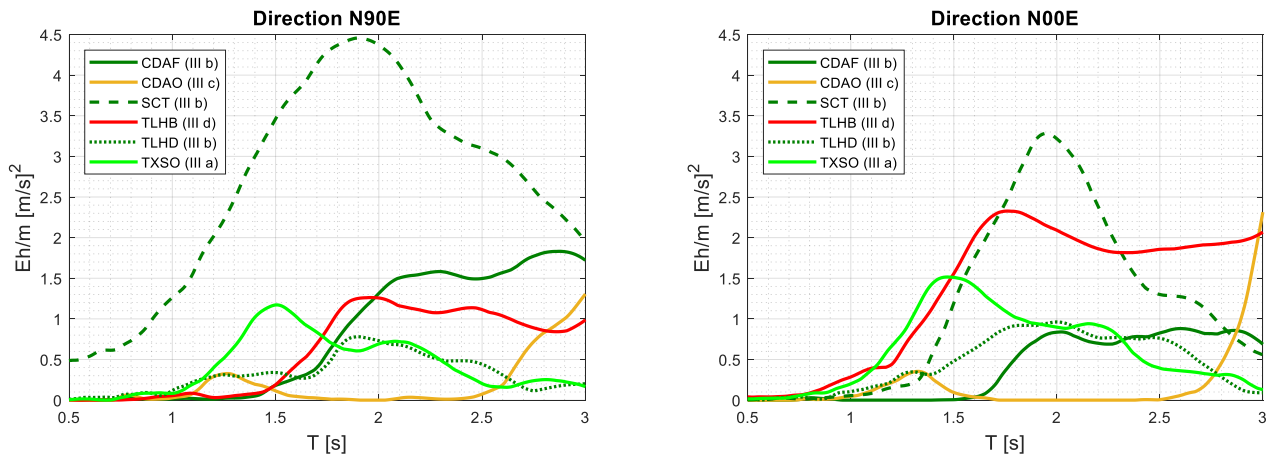 Direction N90E
4.5
4
3.5
3
2.5
2
1.5
1
0.5
0
Eh/m [m/s]²
CDAF (III b)
CDAO (III c)
SCT (III b)
TLHB (III d)
TLHD (III b)
TXSO (III a)
0.5 1 1.5 2 2.5 3
T [s]
Direction N00E
4.5
4
3.5
3
2.5
2
1.5
1
0.5
0
Eh/m [m/s]²
CDAF (III b)
CDAO (III c)
SCT (III b)
TLHB (III d)
TLHD (III b)
TXSO (III a)
0.5 1 1.5 2 2.5 3
T [s]